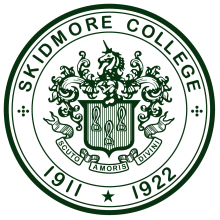 SKIDMORE COLLEGE
SCUTO AMORIS DIVINI
1911 ★ 1922